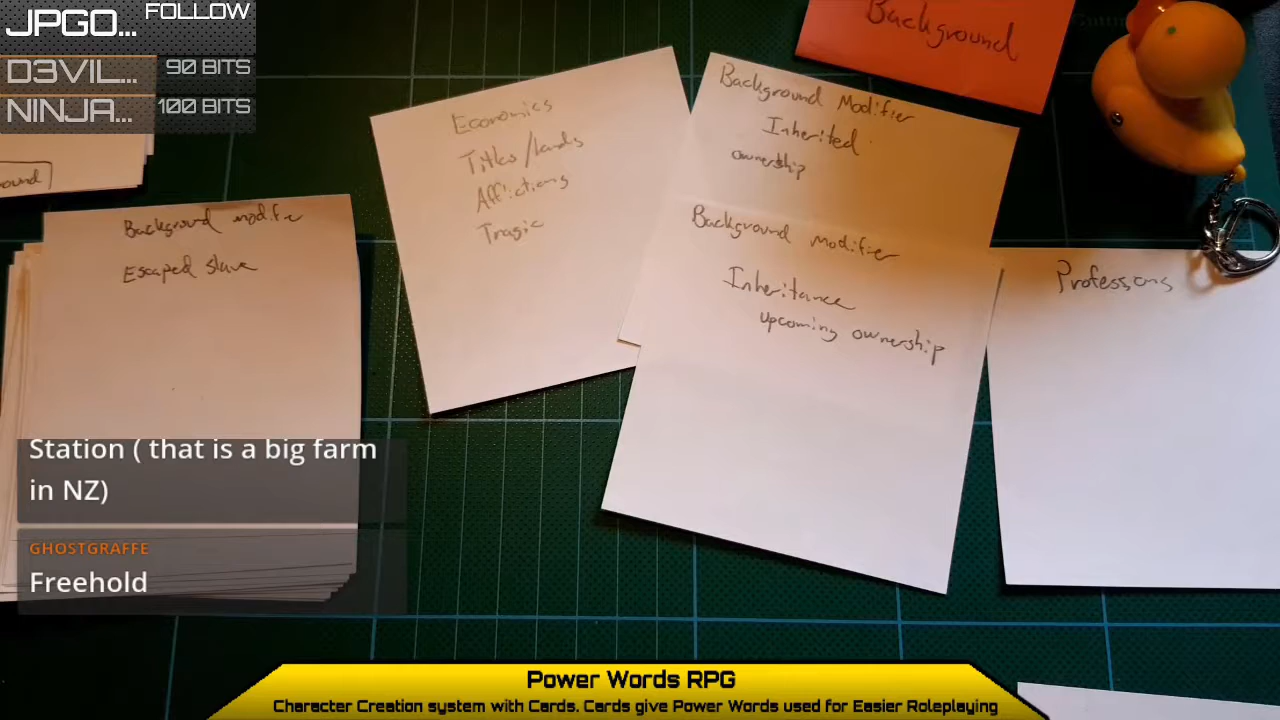 JPGO...
FOLLOW
D3VIL...
90 BITS
NINJA...
100 BITS
ound
Background modifie
Escaped slave
Economics
Titles/lands
Afflictions
Tragic
Background Modifier
Inherited
ownership
Background modifier
Inheritance
upcoming ownership
Background
Professions
Station ( that is a big farm
in NZ)
GHOSTGRAFFE
Freehold
Power Words RPG
Character Creation system with Cards. Cards give Power Words used for Easier Roleplaying